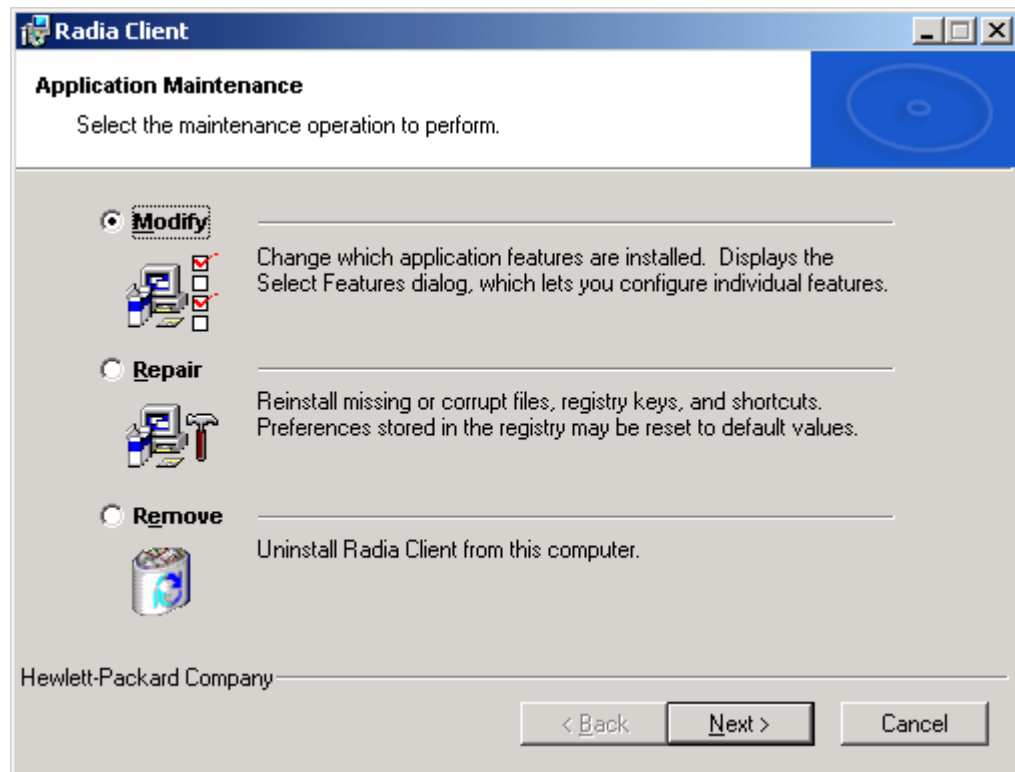 Radia Client
Application Maintenance
Select the maintenance operation to perform.
Modify
Change which application features are installed.  Displays the
Select Features dialog, which lets you configure individual features.
Repair
Reinstall missing or corrupt files, registry keys, and shortcuts.
Preferences stored in the registry may be reset to default values.
Remove
Uninstall Radia Client from this computer.
Hewlett-Packard Company
< Back
Next >
Cancel